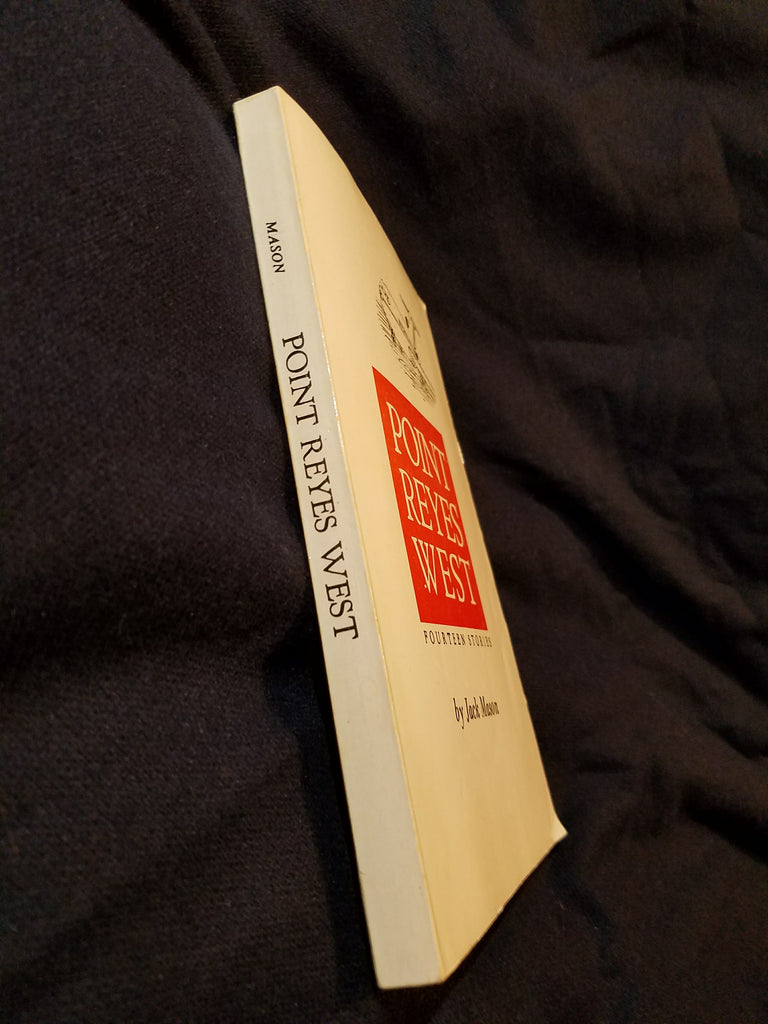 MASON
POINT REYES WEST
POINT
REYES
WEST
FOURTEEN STORIES
by Jack Mason